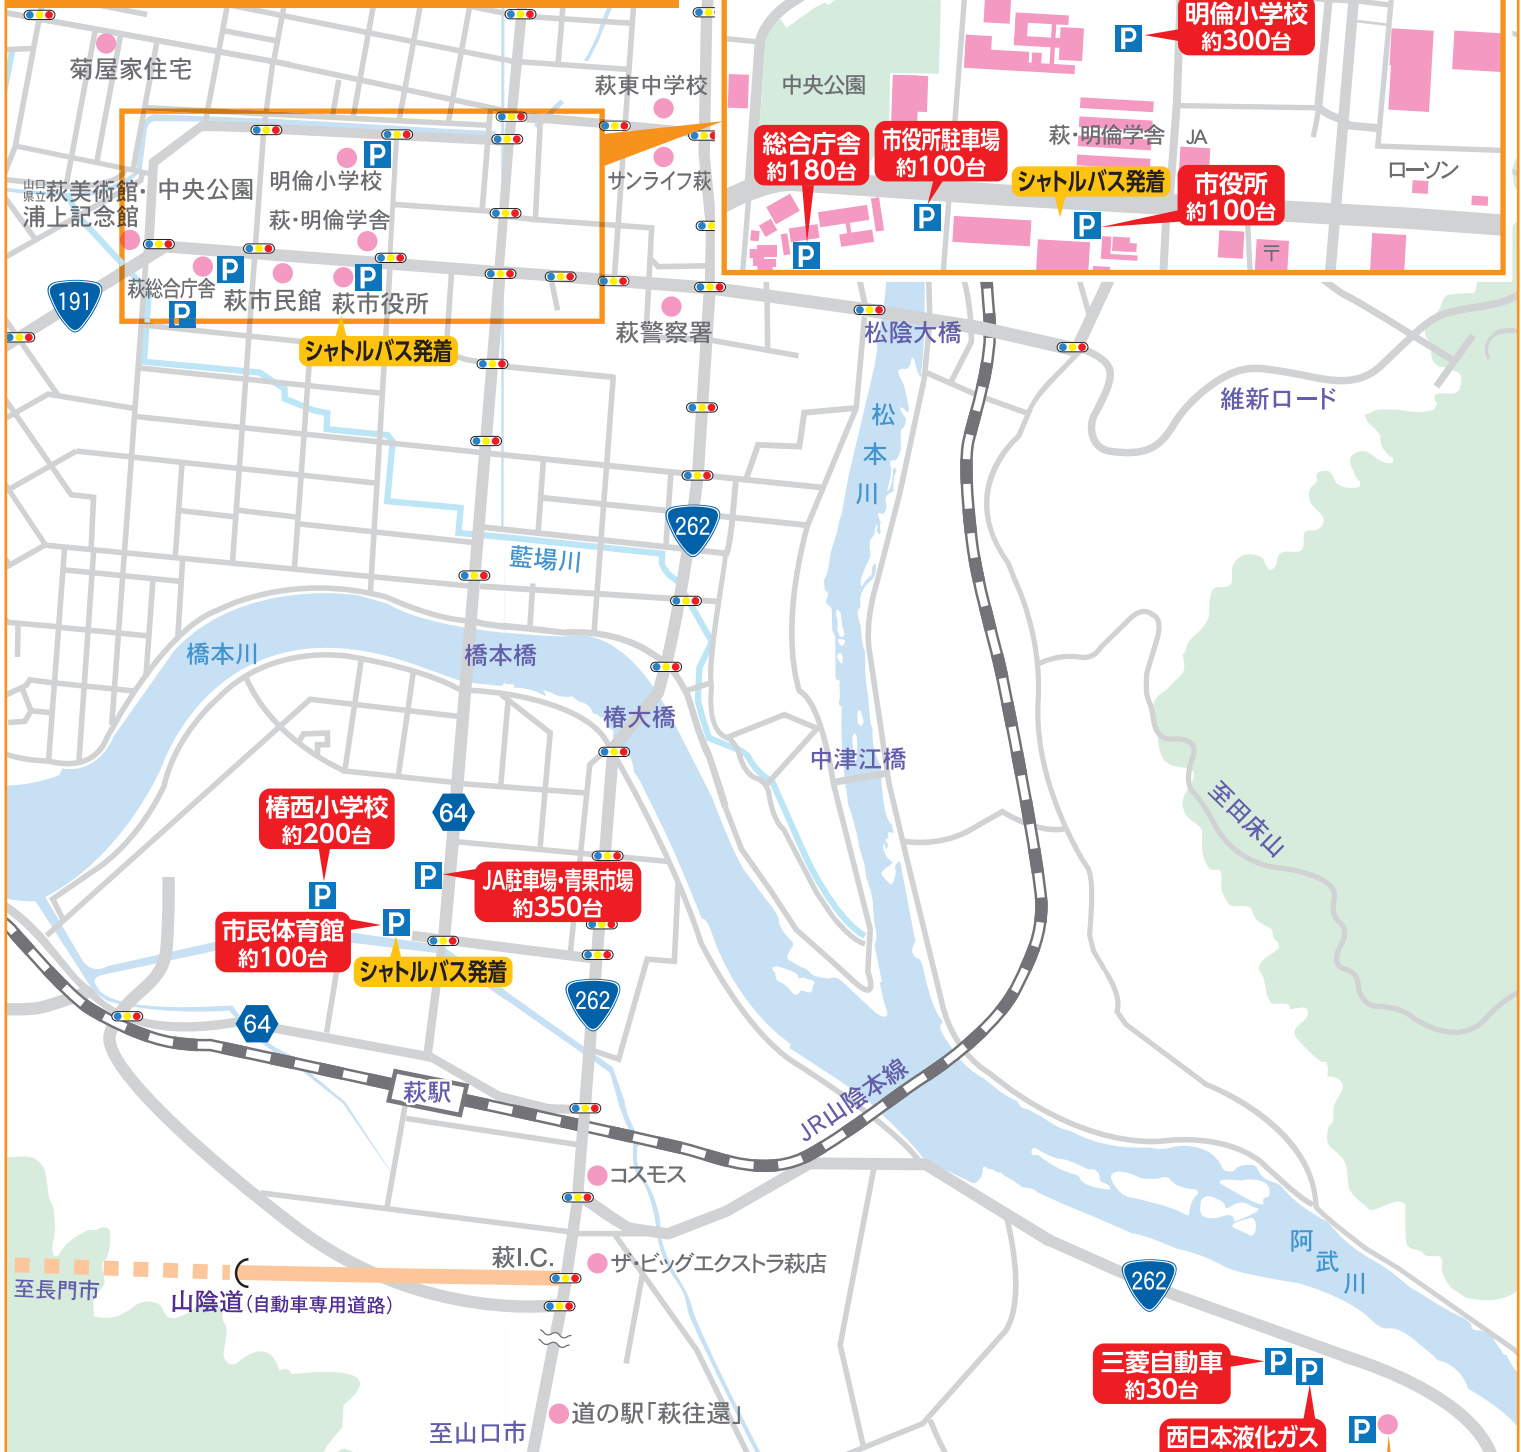 菊屋家住宅
萩東中学校
明倫小学校
サンライフ萩
山口県立
萩美術館・
浦上記念館
中央公園
萩・明倫学舎
萩総合庁舎
萩市民館
萩市役所
P
P
P
P
191
シャトルバス発着
萩警察署
明倫小学校
約300台
P
中央公園
総合庁舎
約180台
市役所駐車場
約100台
萩・明倫学舎
JA
ローソン
シャトルバス発着
市役所
約100台
P
P
P
〒
松陰大橋
維新ロード
松本川
262
藍場川
橋本川
橋本橋
椿大橋
中津江橋
至田床山
椿西小学校
約200台
64
P
P
JA駐車場・青果市場
約350台
市民体育館
約100台
P
シャトルバス発着
262
64
萩駅
JR山陰本線
コスモス
萩I.C.
ザ・ビッグエクストラ萩店
至長門市
山陰道(自動車専用道路)
阿武川
262
三菱自動車
約30台
P
P
道の駅「萩往還」
至山口市
西日本液化ガス
P